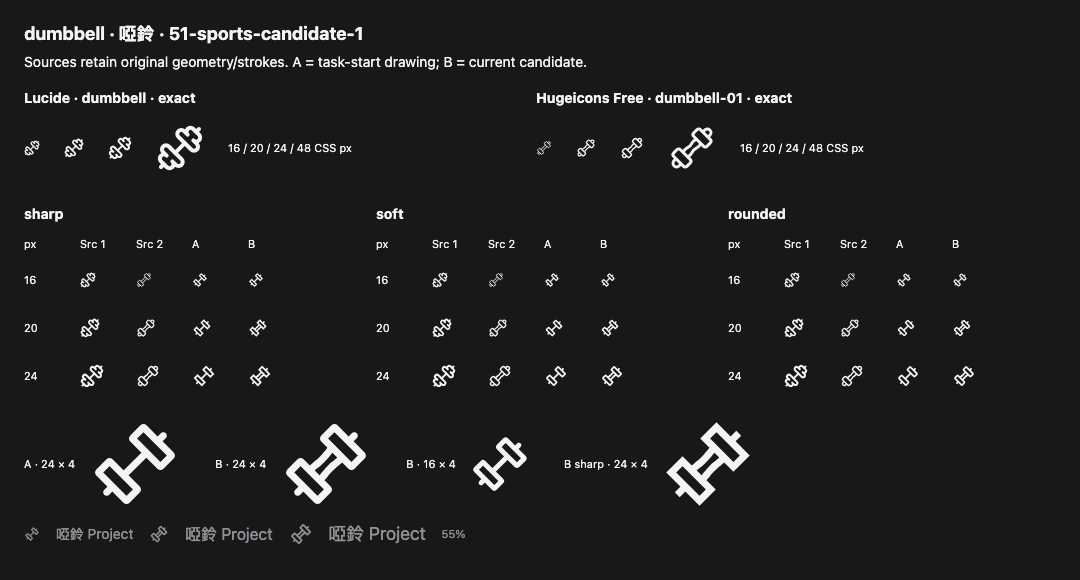 dumbbell · 啞鈴 · 51-sports-candidate-1
Sources retain original geometry/strokes. A = task-start drawing; B = current candidate.
Lucide · dumbbell · exact
Hugeicons Free · dumbbell-01 · exact
16 / 20 / 24 / 48 CSS px
16 / 20 / 24 / 48 CSS px
sharp
soft
rounded
px Src 1 Src 2 A B
px Src 1 Src 2 A B
px Src 1 Src 2 A B
16
16
16
20
20
20
24
24
24
A · 24 × 4
B · 24 × 4
B · 16 × 4
B sharp · 24 × 4
啞鈴 Project
啞鈴 Project
啞鈴 Project
55%